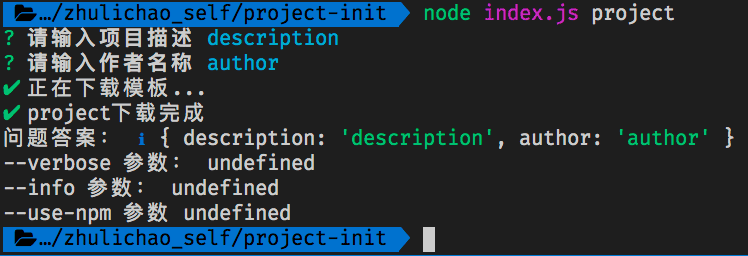 …/zhulichao_self/project-init node index.js project
? 请输入项目描述 description
? 请输入作者名称 author
✔ 正在下载模板...
✔ project下载完成
问题答案： ℹ { description: 'description', author: 'author' }
--verbose 参数： undefined
--info 参数： undefined
--use-npm 参数 undefined
…/zhulichao_self/project-init